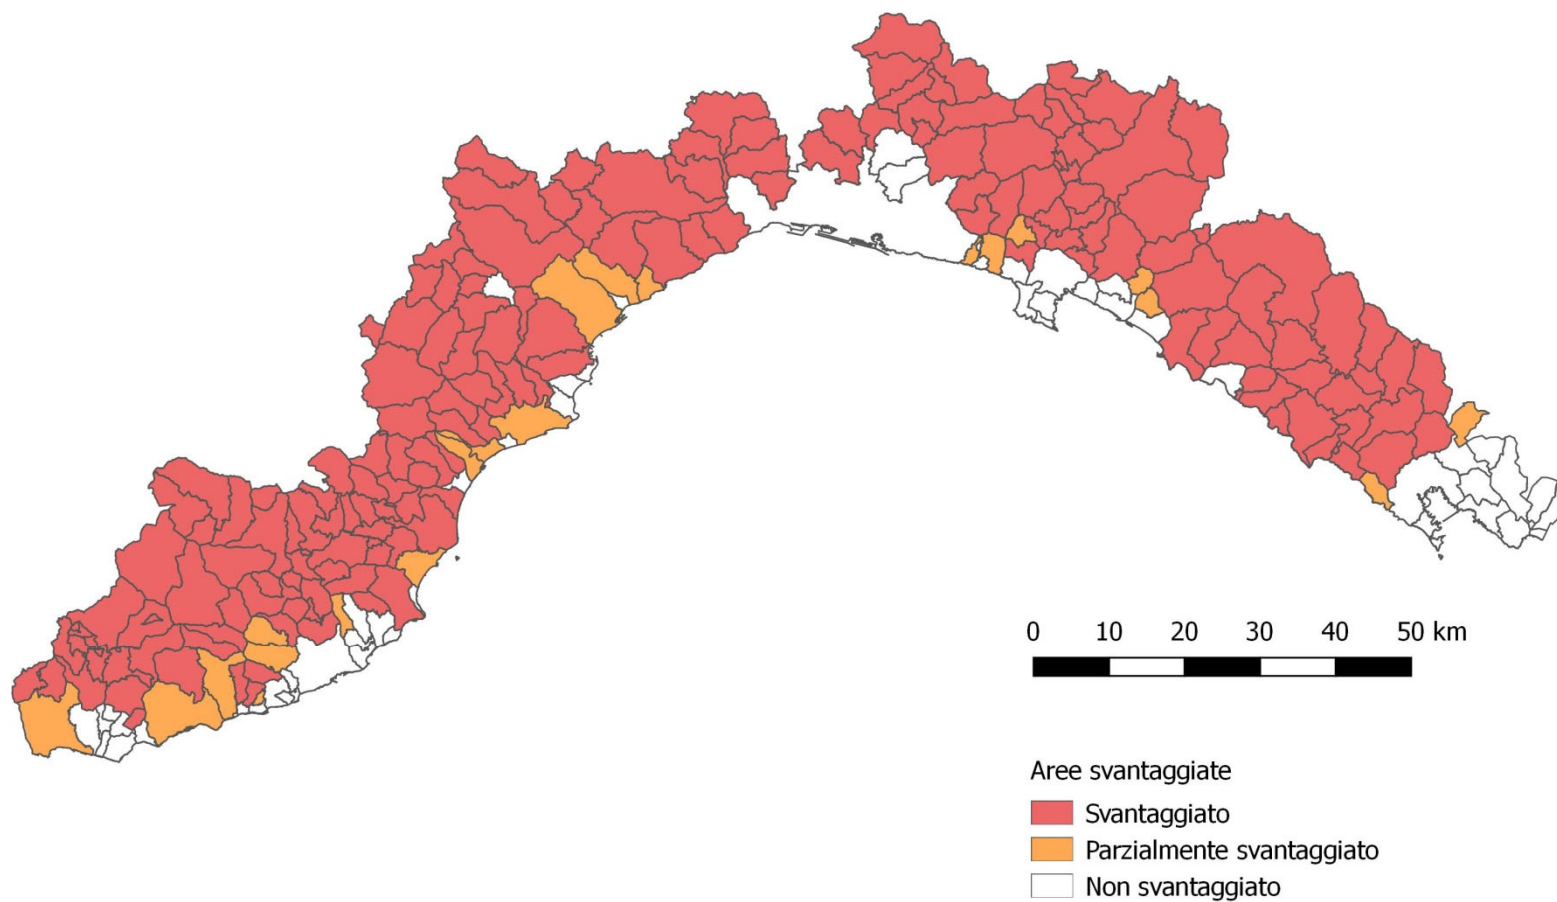 0 10 20 30 40 50 km
Aree svantaggiate
Svantaggiato
Parzialmente svantaggiato
Non svantaggiato